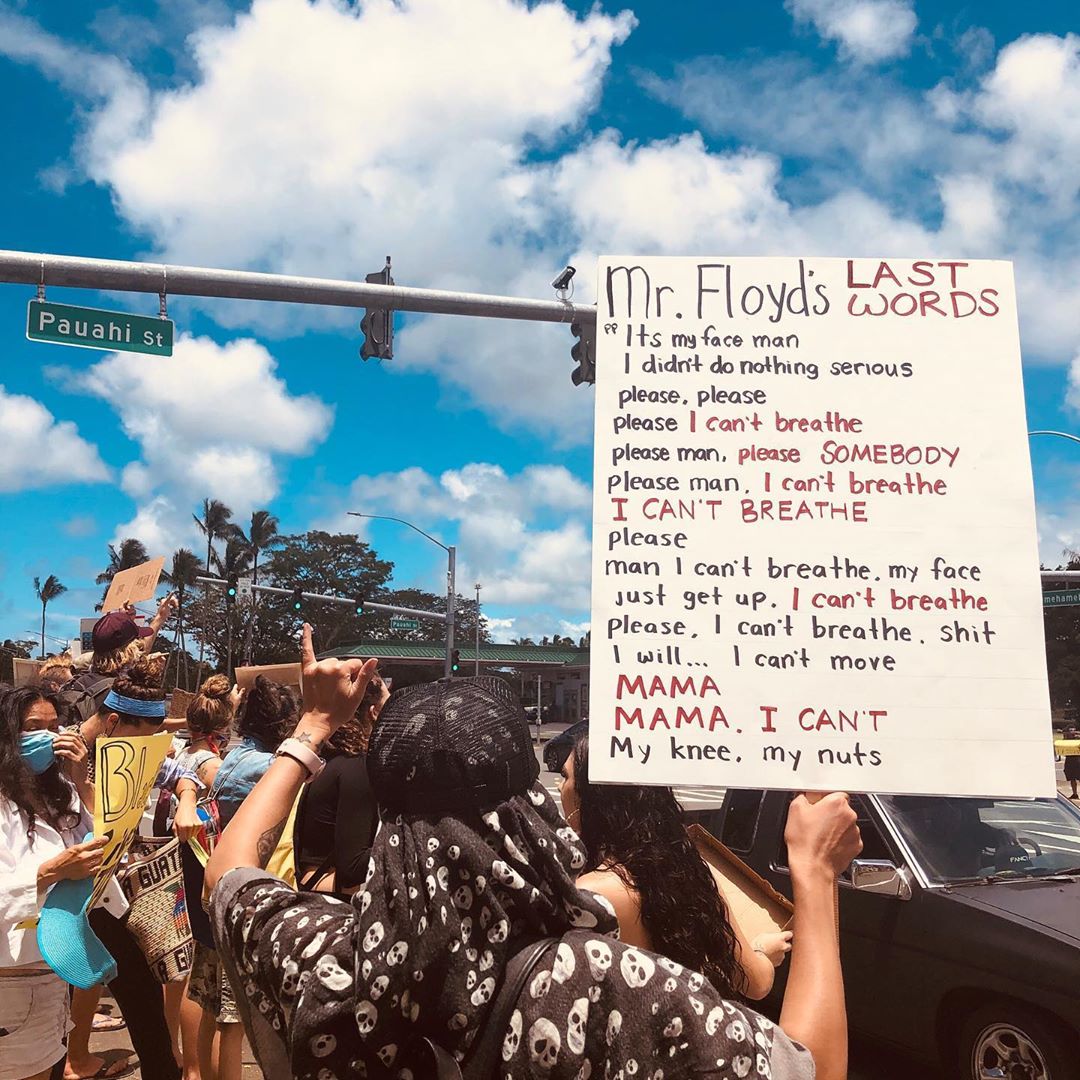 Pauahi St
Mr. Floyd's LAST WORDS
"Its my face man
I didn't do nothing serious
please, please
please I can't breathe
please man, please SOMEBODY
please man, I can't breathe
I CAN'T BREATHE
please
man I can't breathe, my face
just get up. I can't breathe
please, I can't breathe. shit
I will... I can't move
MAMA
MAMA. I CAN'T
My knee, my nuts
Pauahi St
GUAT
FANCI